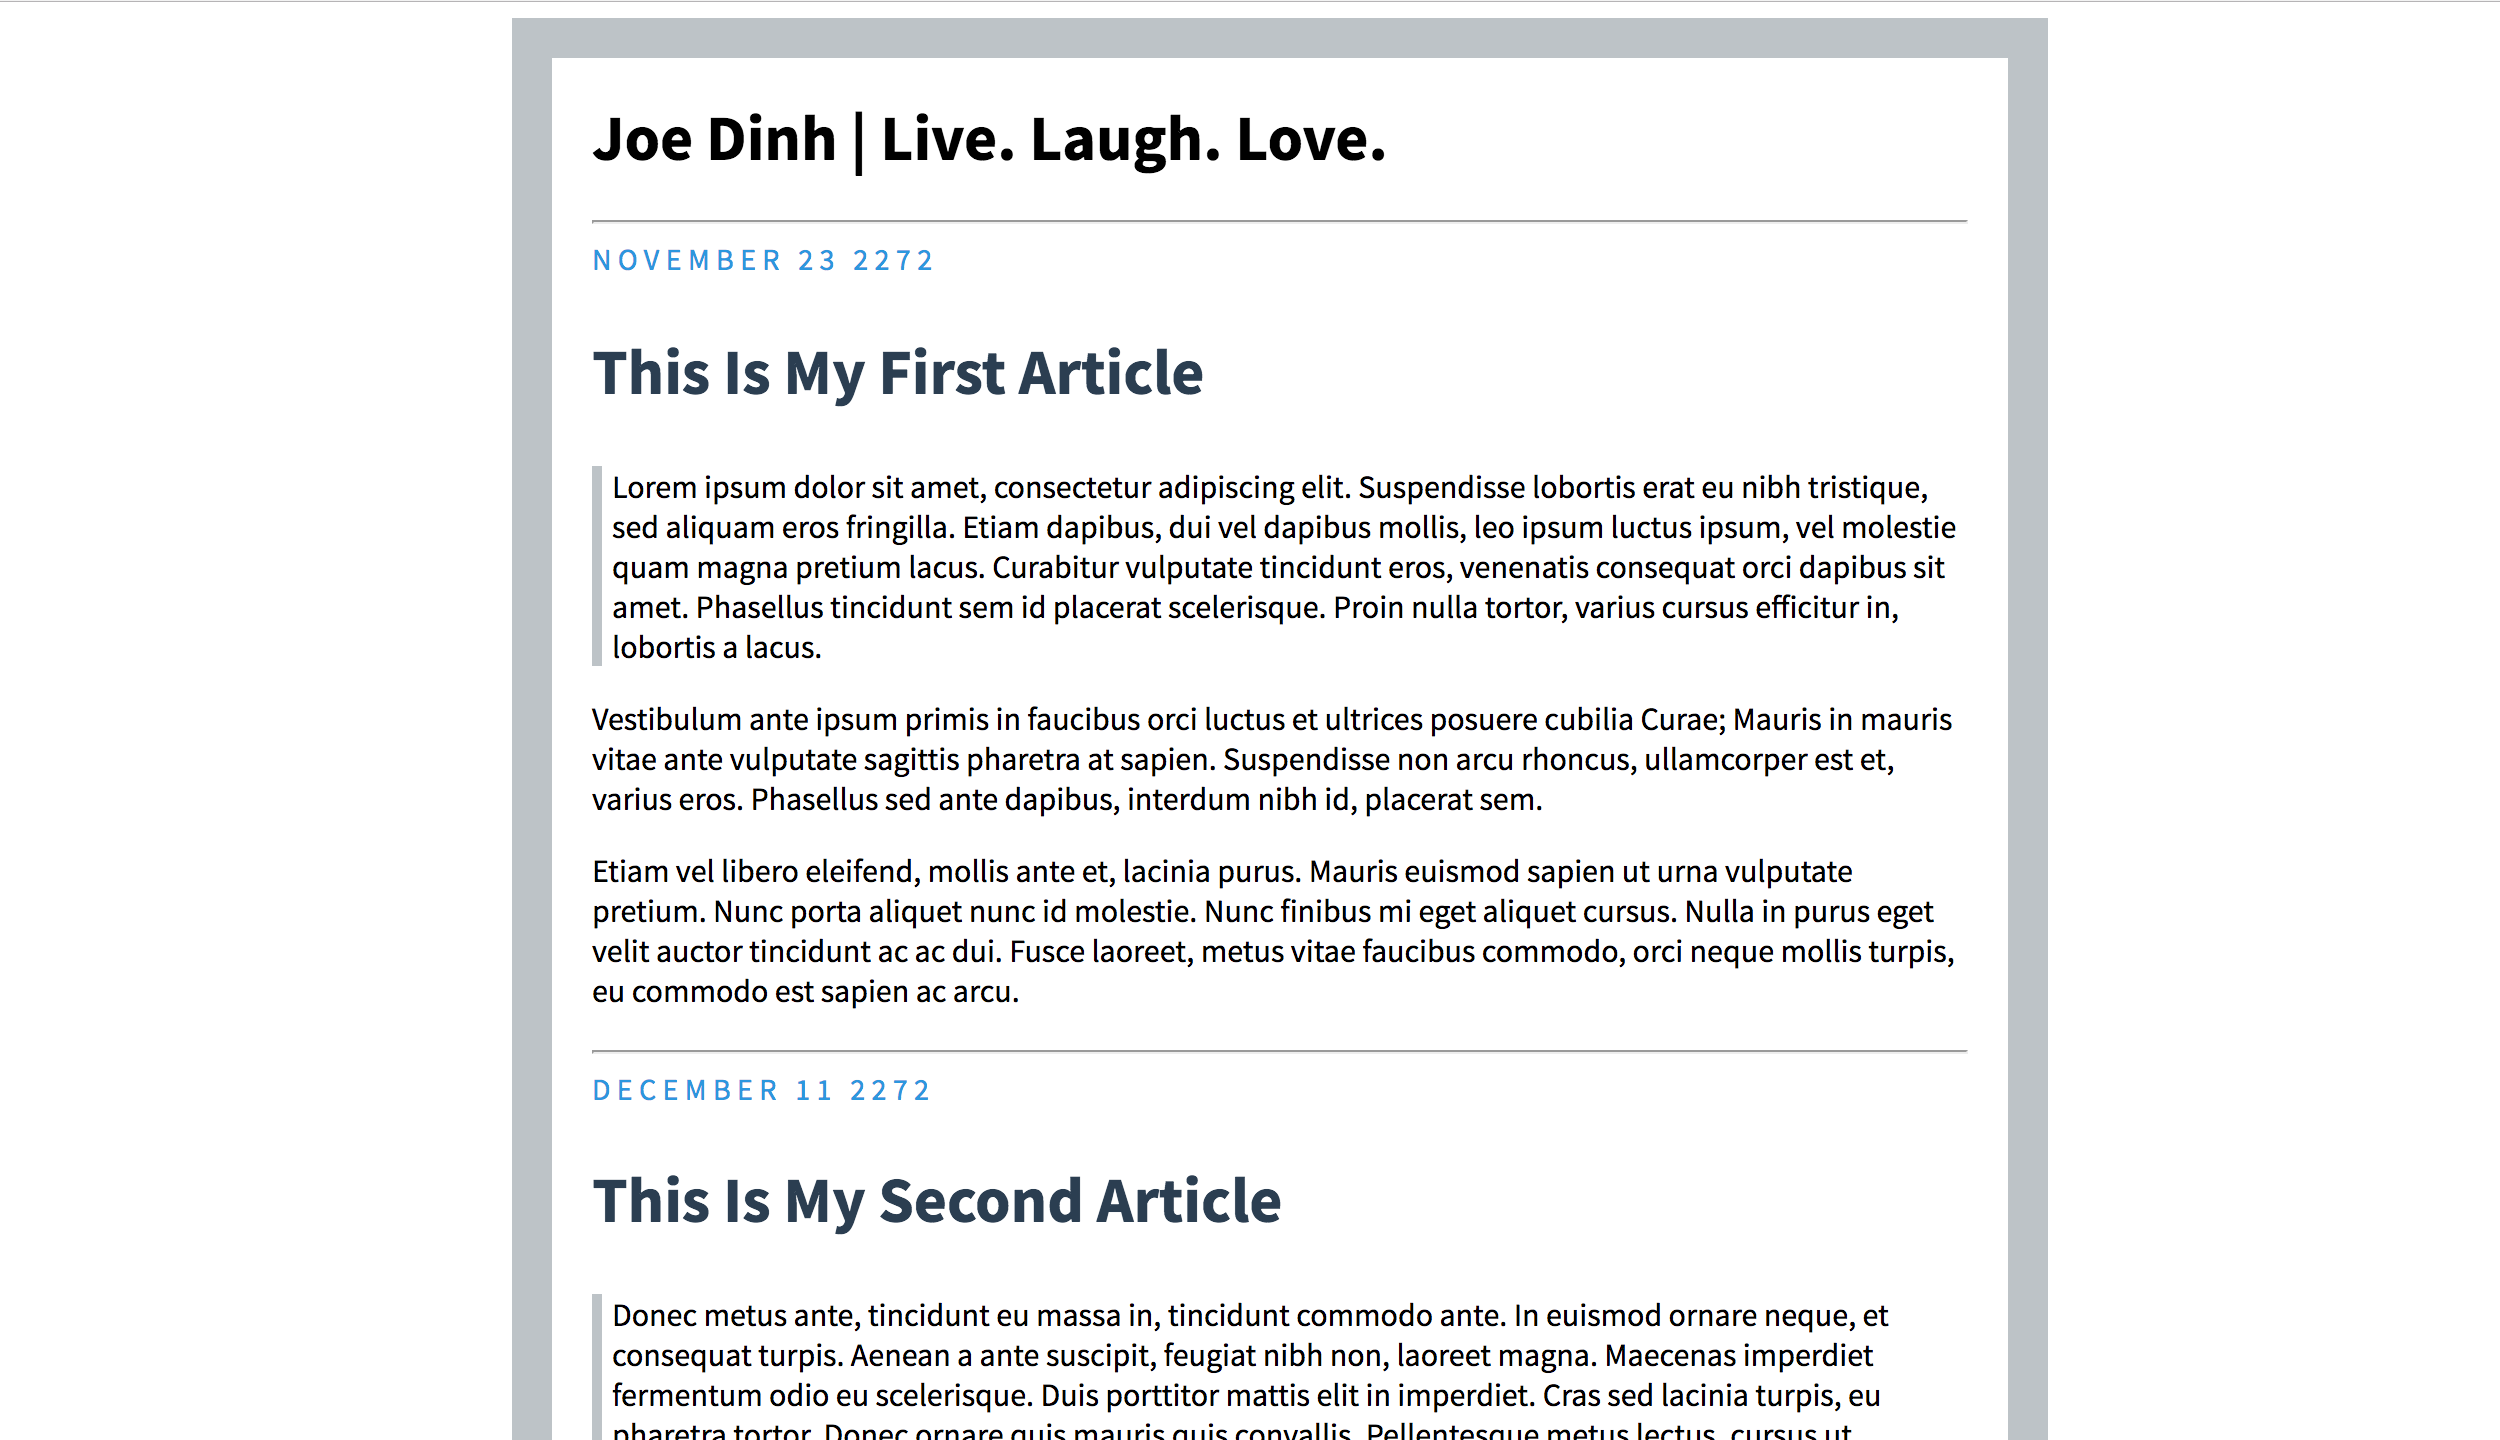 Joe Dinh | Live. Laugh. Love.
NOVEMBER 23 2272
This Is My First Article
Lorem ipsum dolor sit amet, consectetur adipiscing elit. Suspendisse lobortis erat eu nibh tristique,
sed aliquam eros fringilla. Etiam dapibus, dui vel dapibus mollis, leo ipsum luctus ipsum, vel molestie
quam magna pretium lacus. Curabitur vulputate tincidunt eros, venenatis consequat orci dapibus sit
amet. Phasellus tincidunt sem id placerat scelerisque. Proin nulla tortor, varius cursus efficitur in,
lobortis a lacus.
Vestibulum ante ipsum primis in faucibus orci luctus et ultrices posuere cubilia Curae; Mauris in mauris
vitae ante vulputate sagittis pharetra at sapien. Suspendisse non arcu rhoncus, ullamcorper est et,
varius eros. Phasellus sed ante dapibus, interdum nibh id, placerat sem.
Etiam vel libero eleifend, mollis ante et, lacinia purus. Mauris euismod sapien ut urna vulputate
pretium. Nunc porta aliquet nunc id molestie. Nunc finibus mi eget aliquet cursus. Nulla in purus eget
velit auctor tincidunt ac ac dui. Fusce laoreet, metus vitae faucibus commodo, orci neque mollis turpis,
eu commodo est sapien ac arcu.
DECEMBER 11 2272
This Is My Second Article
Donec metus ante, tincidunt eu massa in, tincidunt commodo ante. In euismod ornare neque, et
consequat turpis. Aenean a ante suscipit, feugiat nibh non, laoreet magna. Maecenas imperdiet
fermentum odio eu scelerisque. Duis porttitor mattis elit in imperdiet. Cras sed lacinia turpis, eu
pharetra tortor. Donec ornare quis mauris quis convallis. Pellentesque metus lectus, cursus ut